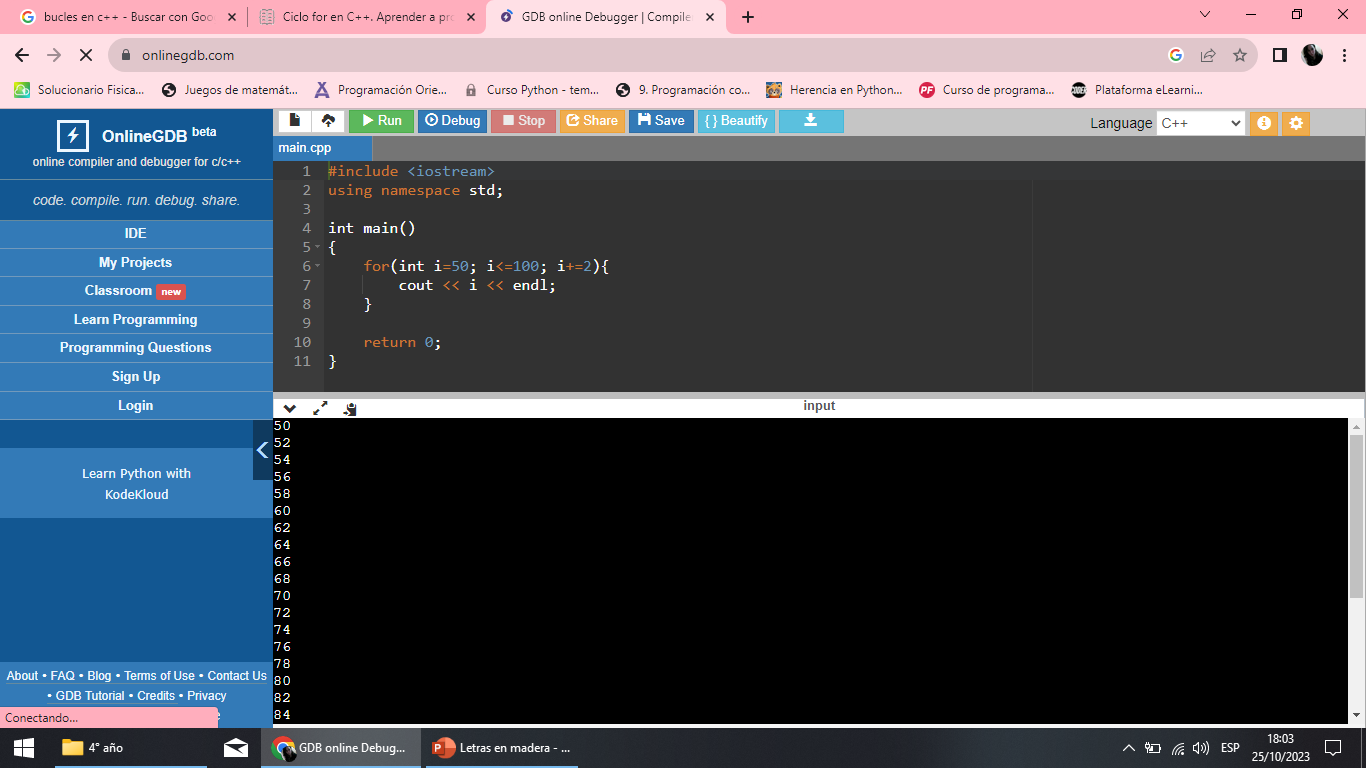 bucles en c++ - Buscar con Goo
Ciclo for en C++. Aprender a pro
GDB online Debugger | Compiler
onlinegdb.com
Solucionario Fisica...
Juegos de matemát...
Programación Orie...
Curso Python - tem...
9. Programación co...
Herencia en Python...
PF Curso de programa...
Plataforma eLearni...
OnlineGDB beta
online compiler and debugger for c/c++
code. compile. run. debug. share.
IDE
My Projects
Classroom new
Learn Programming
Programming Questions
Sign Up
Login
Learn Python with
KodeKloud
About • FAQ • Blog • Terms of Use • Contact Us
• GDB Tutorial • Credits • Privacy
Conectando...
Run Debug Stop Share Save { } Beautify
Language C++
main.cpp
1 #include <iostream>
2 using namespace std;
3
4 int main()
5 {
6 for(int i=50; i<=100; i+=2){
7 cout << i << endl;
8 }
9
10 return 0;
11 }
input
50
52
54
56
58
60
62
64
66
68
70
72
74
76
78
80
82
84
4° año
GDB online Debug...
Letras en madera - ...
ESP
18:03
25/10/2023